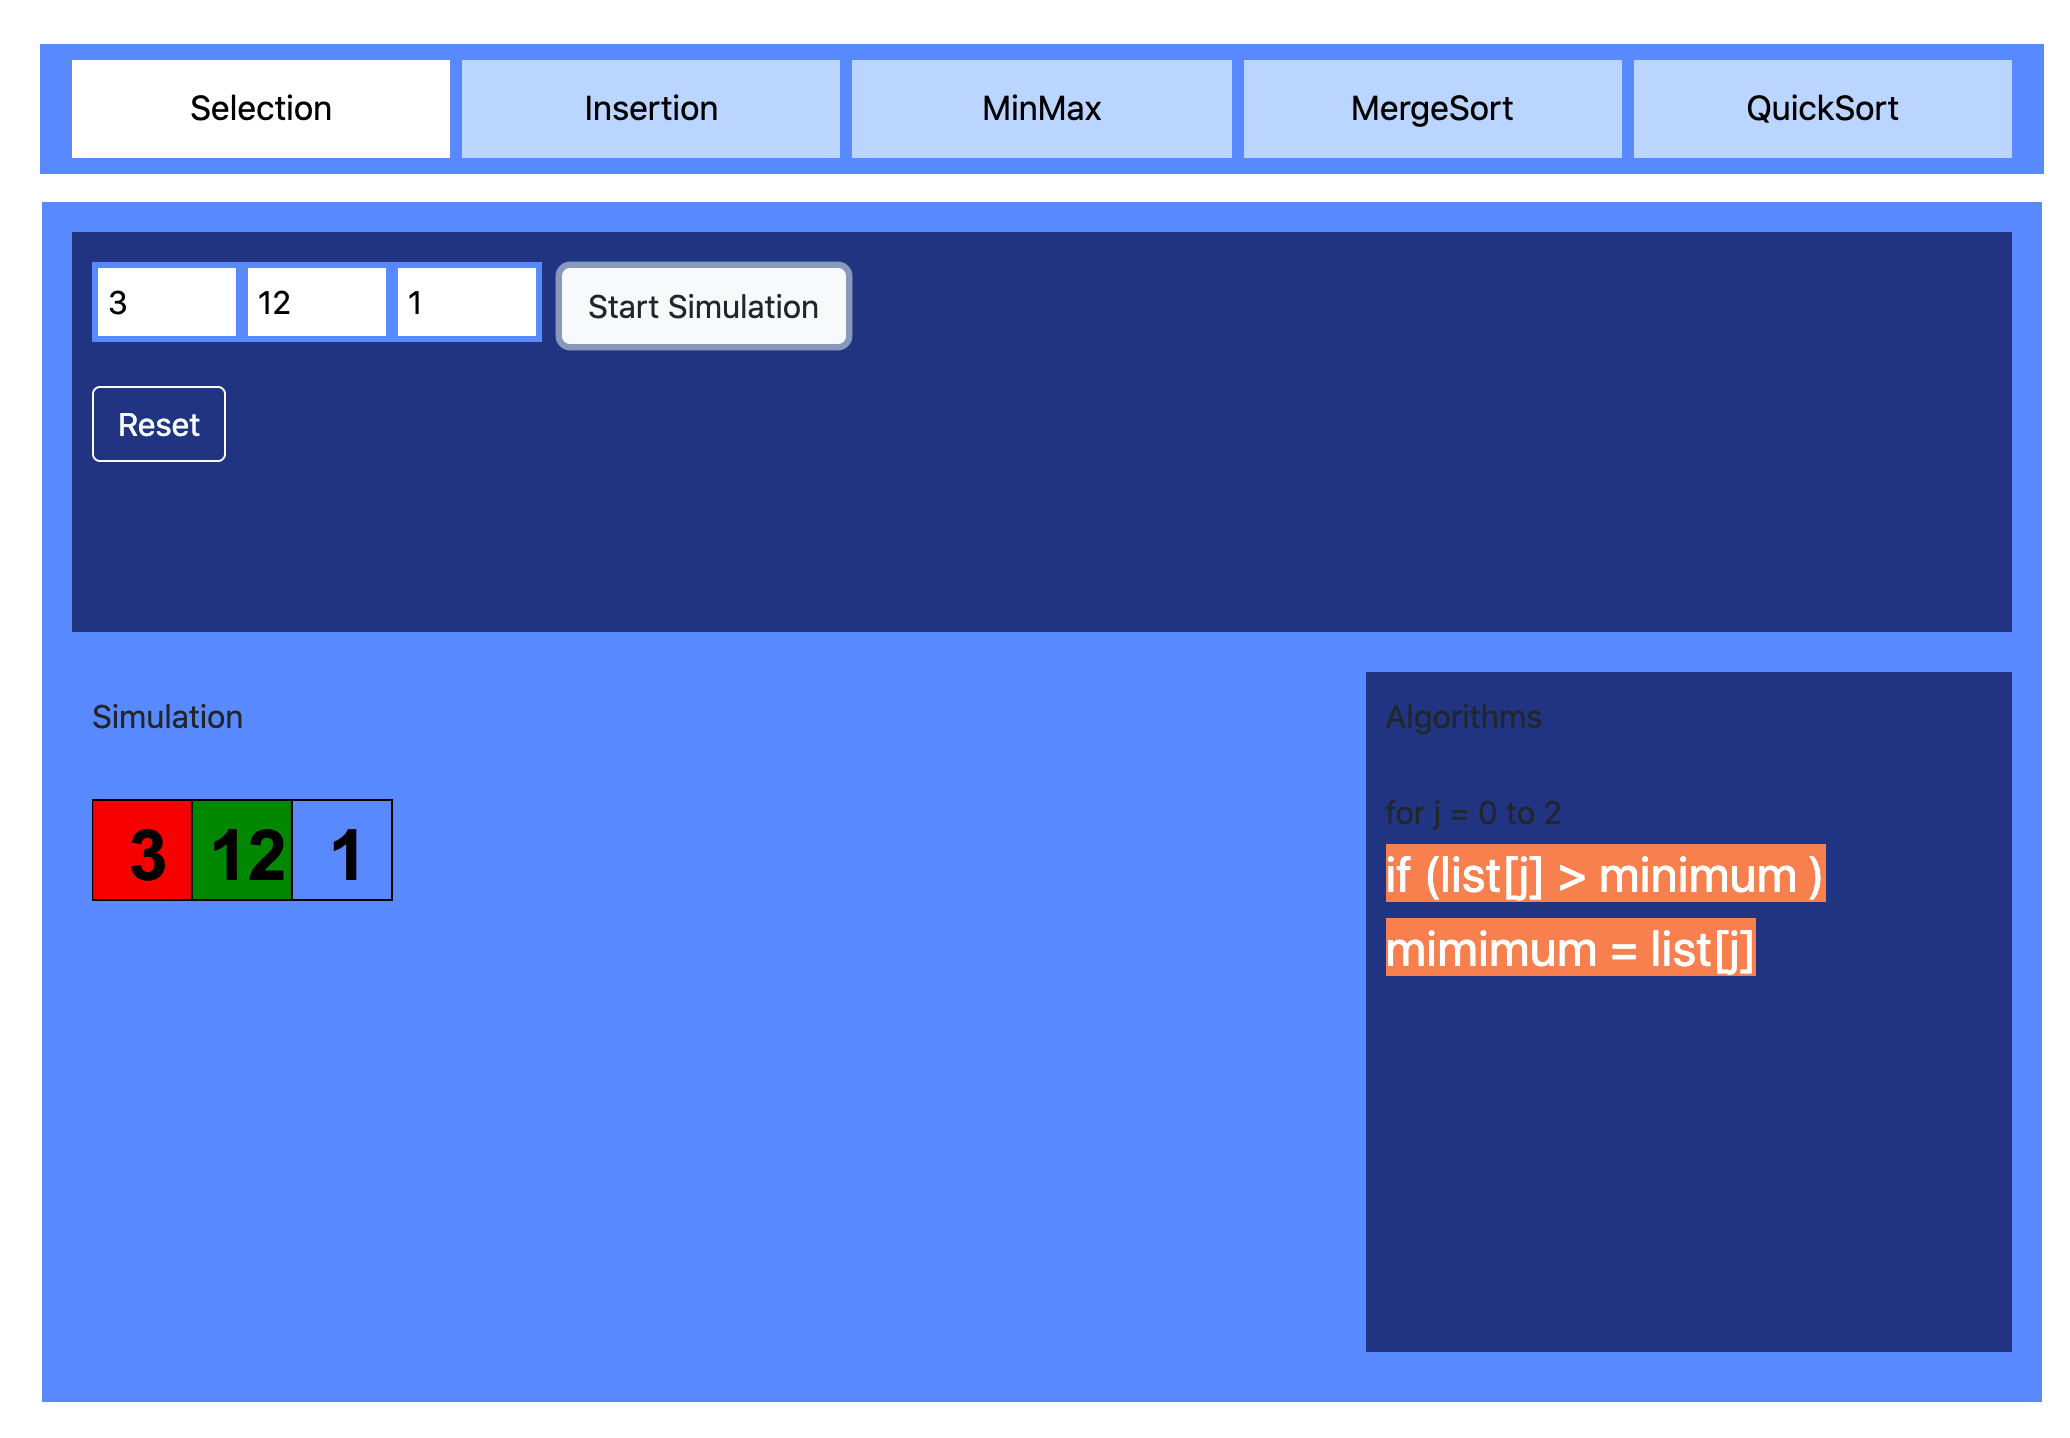 Selection Insertion MinMax MergeSort QuickSort
3 12 1 Start Simulation
Reset
Simulation
3 12 1
Algorithms
for j = 0 to 2
if (list[j] > minimum )
mimimum = list[j]